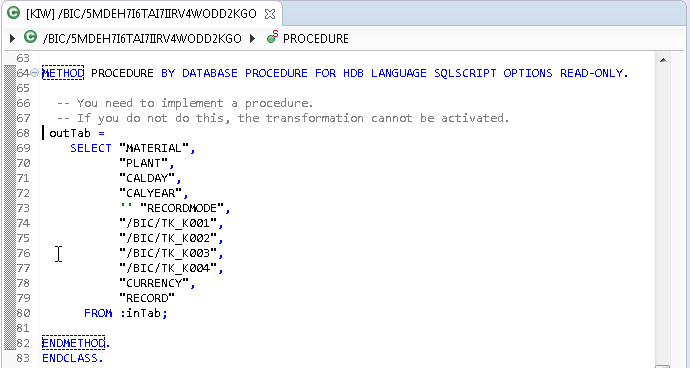 [KIW] /BIC/5MDEH7I6TAI7IIRV4WODD2KGO
/BIC/5MDEH7I6TAI7IIRV4WODD2KGO PROCEDURE
63
64 METHOD PROCEDURE BY DATABASE PROCEDURE FOR HDB LANGUAGE SQLSCRIPT OPTIONS READ-ONLY.
65
66 -- You need to implement a procedure.
67 -- If you do not do this, the transformation cannot be activated.
68 outTab =
69 SELECT "MATERIAL",
70 "PLANT",
71 "CALDAY",
72 "CALYEAR",
73 '' "RECORDMODE",
74 "/BIC/TK_K001",
75 "/BIC/TK_K002",
76 "/BIC/TK_K003",
77 "/BIC/TK_K004",
78 "CURRENCY",
79 "RECORD"
80 FROM :inTab;
81
82 ENDMETHOD.
83 ENDCLASS.